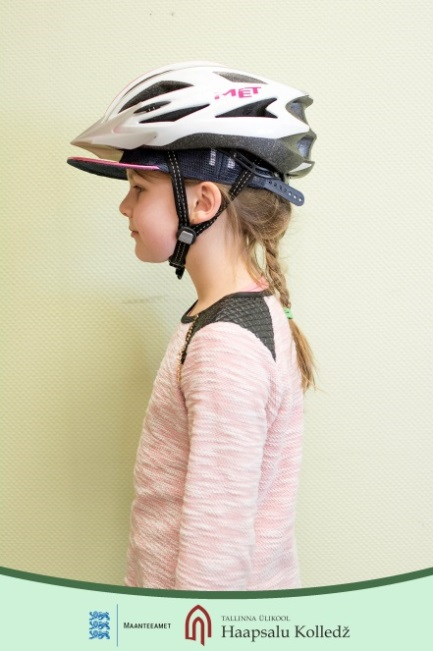 MET
MAANTEEAMET
TALLINNA ÜLIKOOL
Haapsalu Kolledž